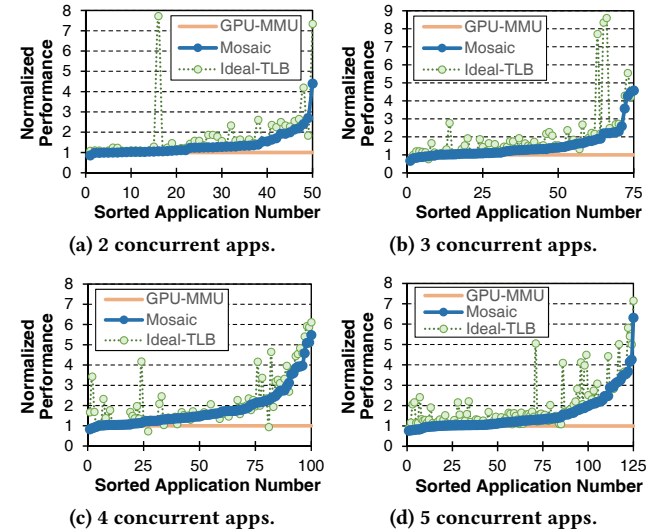 8
7
6
5
4
3
2
1
0
Normalized
Performance
GPU-MMU
Mosaic
Ideal-TLB
0 10 20 30 40 50
Sorted Application Number
(a) 2 concurrent apps.
9
8
7
6
5
4
3
2
1
0
Normalized
Performance
GPU-MMU
Mosaic
Ideal-TLB
0 25 50 75
Sorted Application Number
(b) 3 concurrent apps.
8
7
6
5
4
3
2
1
0
Normalized
Performance
GPU-MMU
Mosaic
Ideal-TLB
0 25 50 75 100
Sorted Application Number
(c) 4 concurrent apps.
8
7
6
5
4
3
2
1
0
Normalized
Performance
GPU-MMU
Mosaic
Ideal-TLB
0 25 50 75 100 125
Sorted Application Number
(d) 5 concurrent apps.